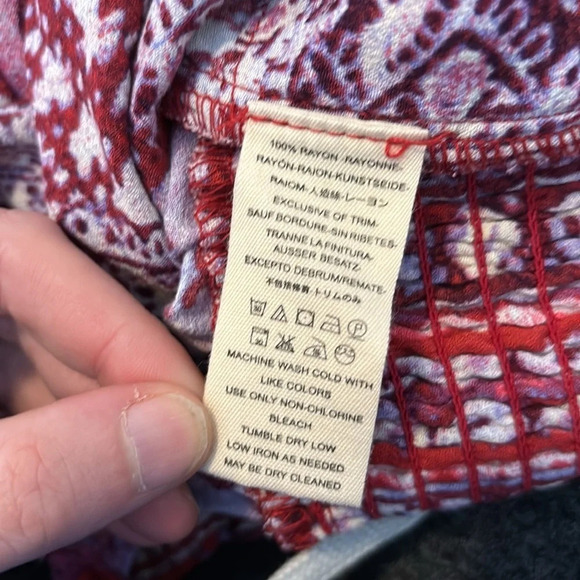 100% RAYON -RAYONNE-
RAYÓN-RAION-KUNSTSEIDE-
RAIOM-人造絲-レーヨン
EXCLUSIVE OF TRIM-
SAUF BORDURE-SIN RIBETES-
TRANNE LA FINITURA-
AUSSER BESATZ-
EXCEPTO DEBRUM/REMATE-
不包括修飾-トリムのみ
MACHINE WASH COLD WITH
LIKE COLORS
USE ONLY NON-CHLORINE
BLEACH
TUMBLE DRY LOW
LOW IRON AS NEEDED
MAY BE DRY CLEANED